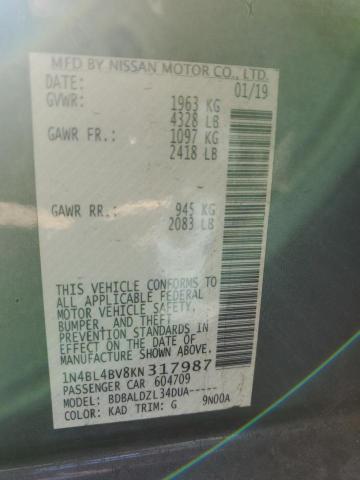 MFD BY NISSAN MOTOR CO., LTD.
DATE: 01/19
GVWR: 1963 KG
4328 LB
GAWR FR.: 1097 KG
2418 LB
GAWR RR.: 945 KG
2083 LB
THIS VEHICLE CONFORMS TO
ALL APPLICABLE FEDERAL
MOTOR VEHICLE SAFETY,
BUMPER, AND THEFT
PREVENTION STANDARDS IN
EFFECT ON THE DATE OF
MANUFACTURE SHOWN ABOVE.
1N4BL4BV8KN317987
PASSENGER CAR 604709
MODEL: BDBALDZL34DUA-----
COLOR: KAD TRIM: G 9N00A